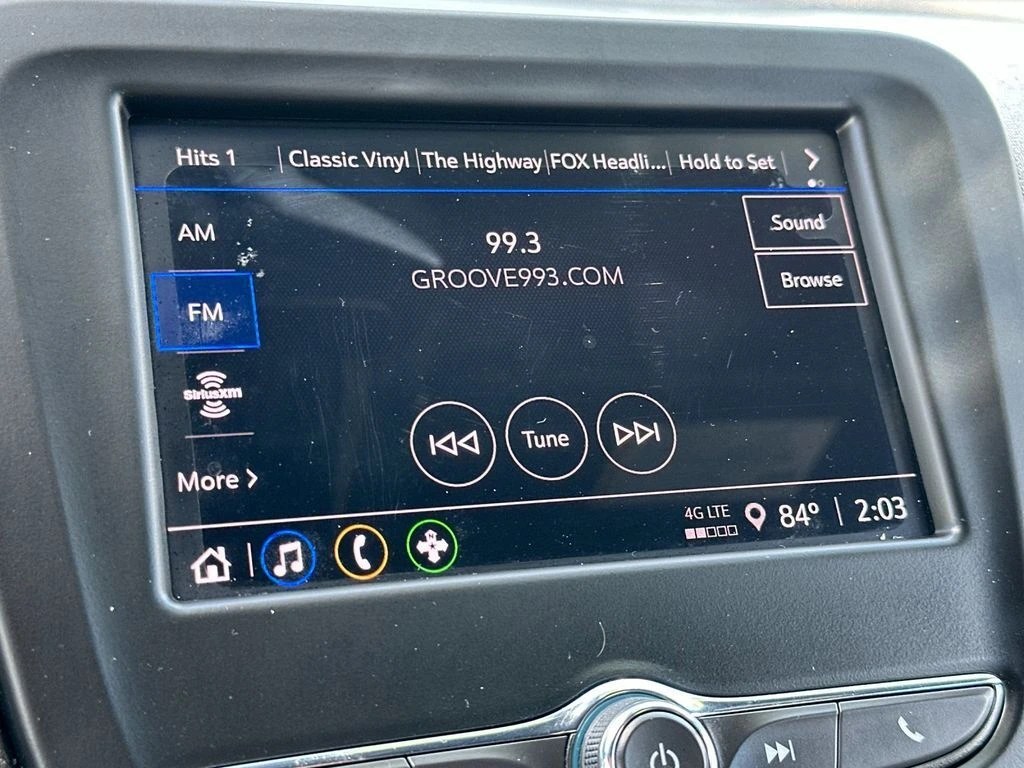 Hits 1 | Classic Vinyl | The Highway | FOX Headli... | Hold to Set
AM
99.3
Sound
GROOVE993.COM
Browse
FM
SiriusXM
Tune
More >
4G LTE
84° | 2:03
N